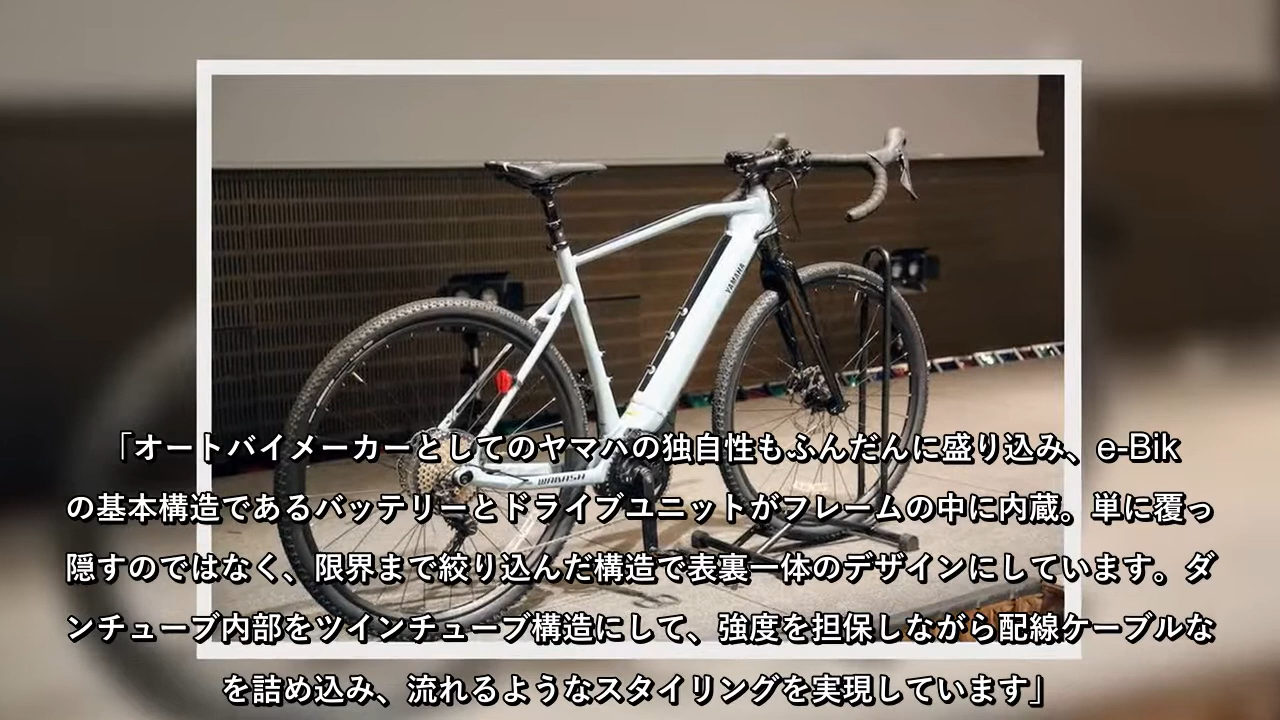 YAMAHA
WABASH
「オートバイメーカーとしてのヤマハの独自性もふんだんに盛り込み、e-Bik
の基本構造であるバッテリーとドライブユニットがフレームの中に内蔵。単に覆っ
隠すのではなく、限界まで絞り込んだ構造で表裏一体のデザインにしています。ダ
ンチューブ内部をツインチューブ構造にして、強度を担保しながら配線ケーブルな
を詰め込み、流れるようなスタイリングを実現しています」